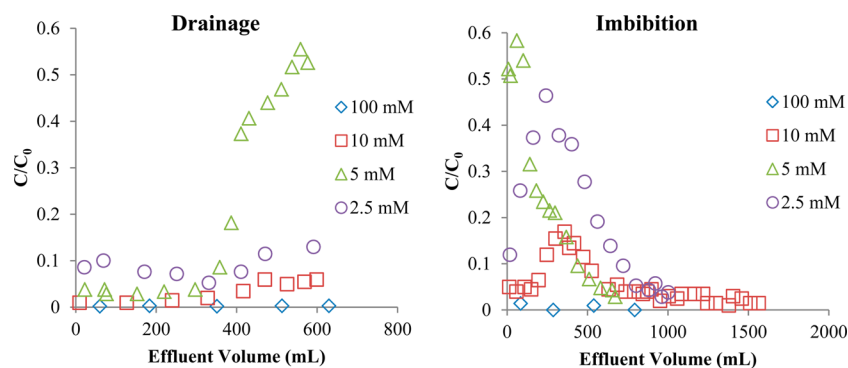 Drainage
0.6
0.5
0.4
0.3
0.2
0.1
0
C/C0
0 200 400 600 800
Effluent Volume (mL)
100 mM
10 mM
5 mM
2.5 mM
Imbibition
0.6
0.5
0.4
0.3
0.2
0.1
0
C/C0
0 500 1000 1500 2000
Effluent Volume (mL)
100 mM
10 mM
5 mM
2.5 mM